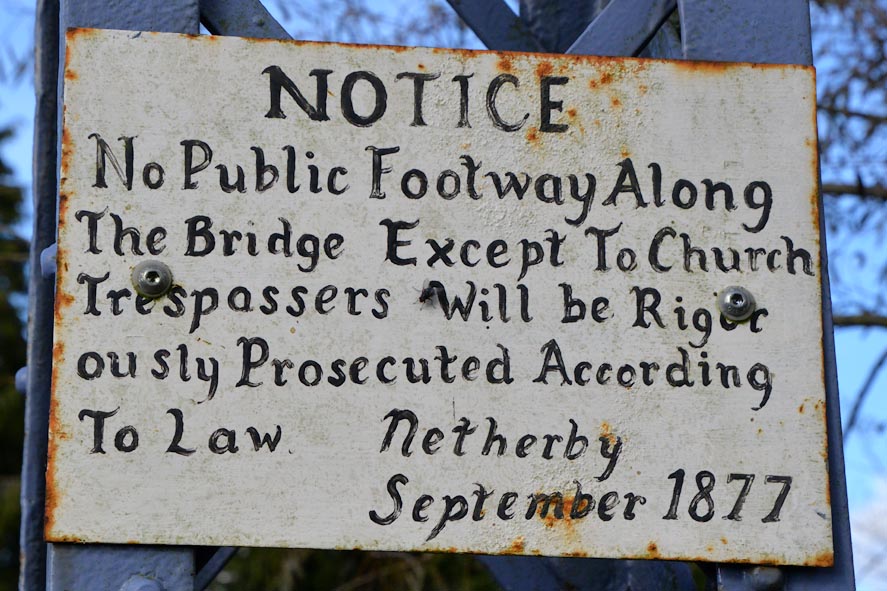 NOTICE
No Public Footway Along
The Bridge Except To Church
Trespassers Will be Rigor
ously Prosecuted According
To Law. Netherby
September 1877